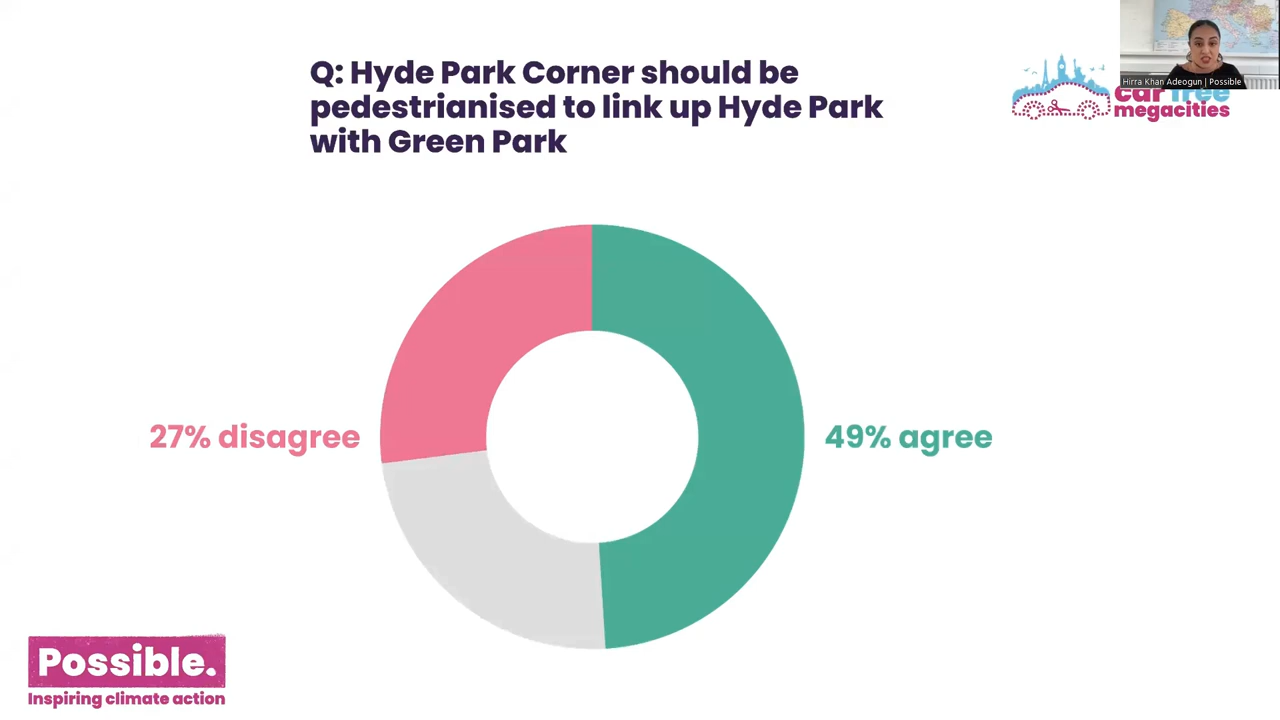 Q: Hyde Park Corner should be
pedestrianised to link up Hyde Park
with Green Park
Hirra Khan Adeogun | Possible
car free
megacities
27% disagree
49% agree
Possible.
Inspiring climate action